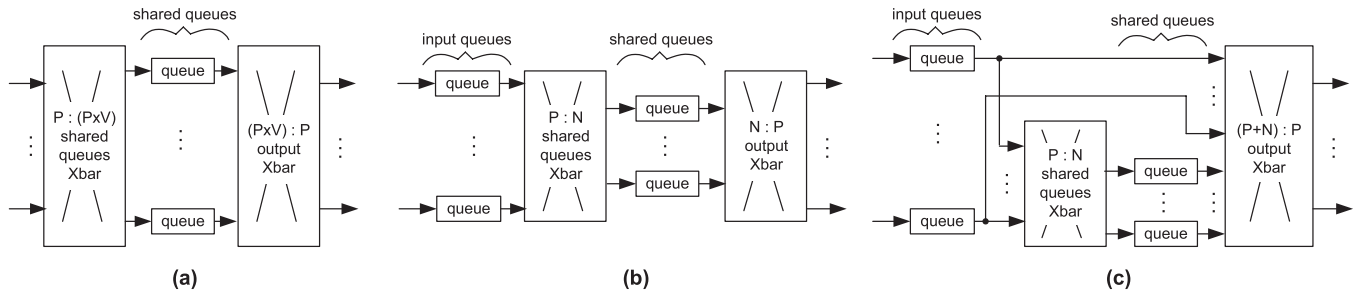 shared queues
queue
P : (PxV)
shared
queues
Xbar
(PxV) : P
output
Xbar
queue
(a)
input queues
shared queues
queue
queue
P : N
shared
queues
Xbar
N : P
output
Xbar
queue
queue
(b)
input queues
shared queues
queue
P : N
shared
queues
Xbar
(P+N) : P
output
Xbar
queue
queue
queue
(c)